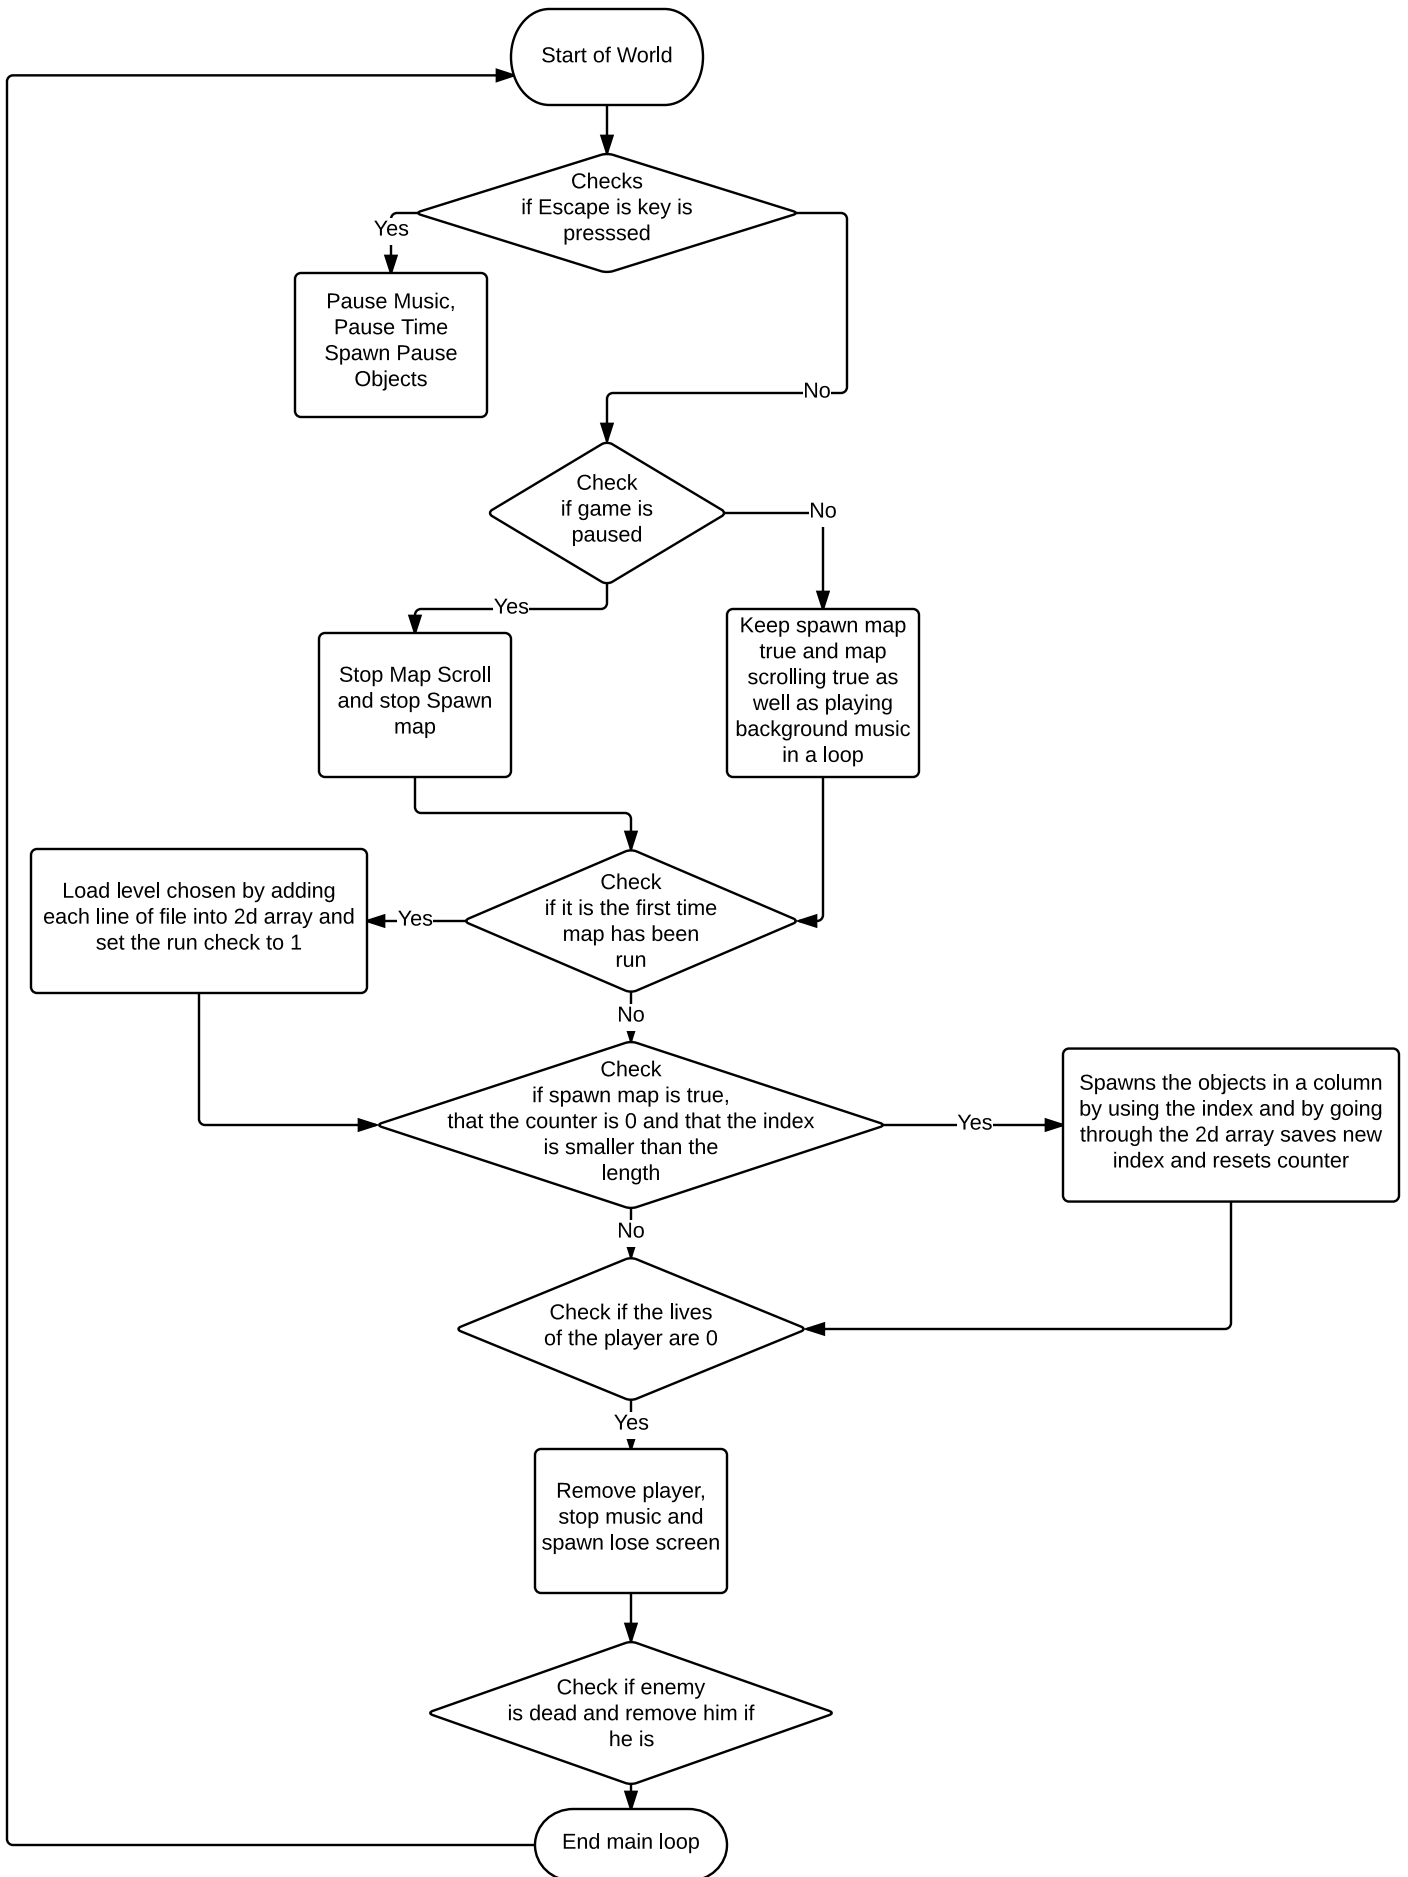 Start of World
Checks
if Escape is key is
presssed
Yes
Pause Music,
Pause Time
Spawn Pause
Objects
No
Check
if game is
paused
No
Yes
Keep spawn map
true and map
scrolling true as
well as playing
background music
in a loop
Stop Map Scroll
and stop Spawn
map
Check
if it is the first time
map has been
run
Yes
Load level chosen by adding
each line of file into 2d array and
set the run check to 1
No
Check
if spawn map is true,
that the counter is 0 and that the index
is smaller than the
length
Yes
Spawns the objects in a column
by using the index and by going
through the 2d array saves new
index and resets counter
No
Check if the lives
of the player are 0
Yes
Remove player,
stop music and
spawn lose screen
Check if enemy
is dead and remove him if
he is
End main loop